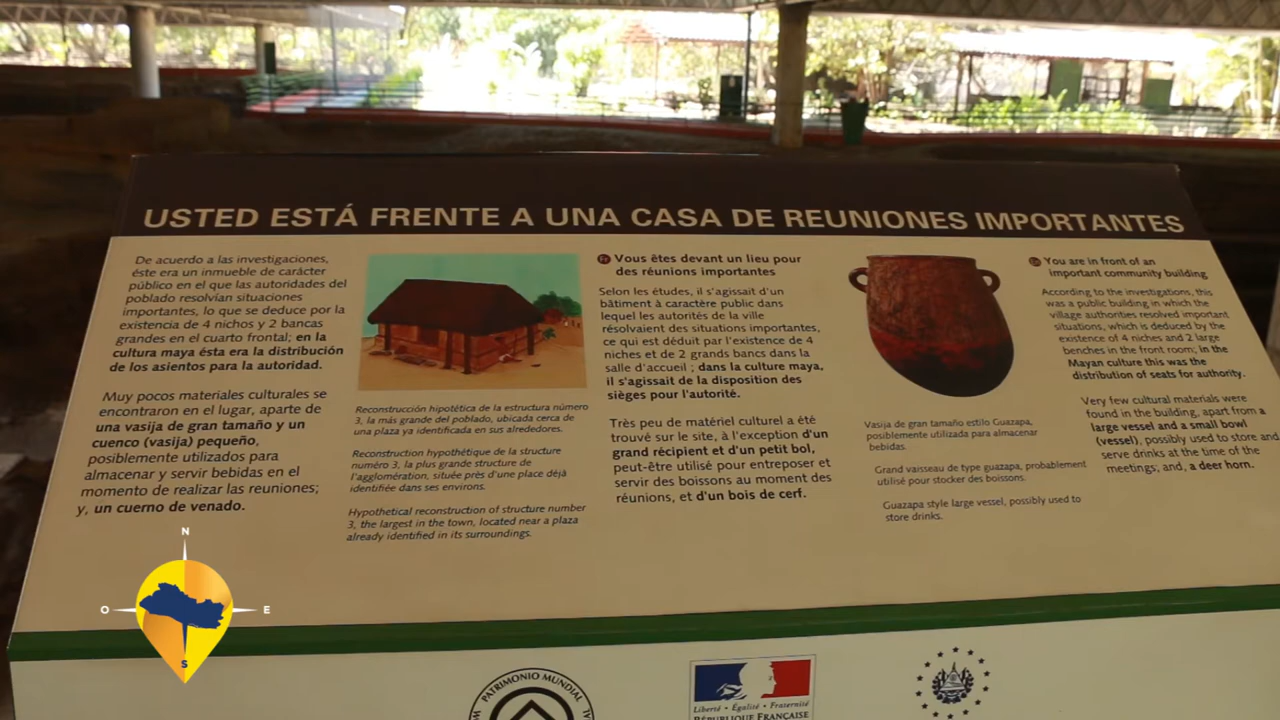 USTED ESTÁ FRENTE A UNA CASA DE REUNIONES IMPORTANTES
De acuerdo a las investigaciones,
éste era un inmueble de carácter
público en el que las autoridades del
poblado resolvían situaciones
importantes, lo que se deduce por la
existencia de 4 nichos y 2 bancas
grandes en el cuarto frontal; en la
cultura maya ésta era la distribución
de los asientos para la autoridad.
Muy pocos materiales culturales se
encontraron en el lugar, aparte de
una vasija de gran tamaño y un
cuenco (vasija) pequeño,
posiblemente utilizados para
almacenar y servir bebidas en el
momento de realizar las reuniones;
y, un cuerno de venado.
Reconstrucción hipotética de la estructura número
3, la más grande del poblado, ubicada cerca de
una plaza ya identificada en sus alrededores.
Reconstruction hypothétique de la structure
numéro 3, la plus grande structure de
l'agglomération, située près d'une place déjà
identifiée dans ses environs.
Hypothetical reconstruction of structure number
3, the largest in the town, located near a plaza
already identified in its surroundings.
Fr Vous êtes devant un lieu pour
des réunions importantes
Selon les études, il s'agissait d'un
bâtiment à caractère public dans
lequel les autorités de la ville
résolvaient des situations importantes,
ce qui est déduit par l'existence de 4
niches et de 2 grands bancs dans la
salle d'accueil ; dans la culture maya,
il s'agissait de la disposition des
sièges pour l'autorité.
Très peu de matériel culturel a été
trouvé sur le site, à l'exception d'un
grand récipient et d'un petit bol,
peut-être utilisé pour entreposer et
servir des boissons au moment des
réunions, et d'un bois de cerf.
Vasija de gran tamaño estilo Guazapa,
posiblemente utilizada para almacenar
bebidas.
Grand vaisseau de type guazapa, probablement
utilisé pour stocker des boissons.
Guazapa style large vessel, possibly used to
store drinks.
You are in front of an
important community building
According to the investigations, this
was a public building in which the
village authorities resolved important
situations, which is deduced by the
existence of 4 niches and 2 large
benches in the front room; in the
Mayan culture this was the
distribution of seats for authority.
Very few cultural materials were
found in the building, apart from a
large vessel and a small bowl
(vessel), possibly used to store and
serve drinks at the time of the
meetings; and, a deer horn.
N
O E
S
PATRIMONIO MUNDIAL
Liberté • Égalité • Fraternité
RÉPUBLIQUE FRANÇAISE